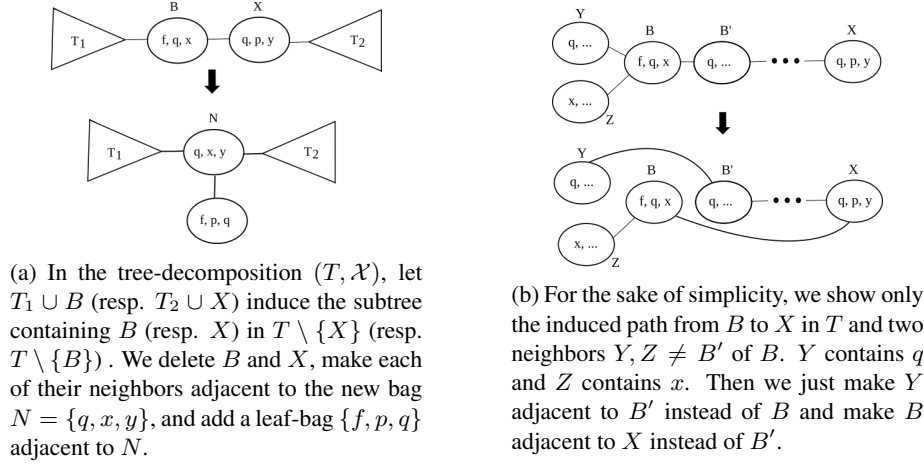 B
X
T1
f, q, x
q, p, y
T2
N
T1
q, x, y
T2
f, p, q
(a) In the tree-decomposition (T, 𝒳), let
T1 ∪ B (resp. T2 ∪ X) induce the subtree
containing B (resp. X) in T \ {X} (resp.
T \ {B}) . We delete B and X, make each
of their neighbors adjacent to the new bag
N = {q, x, y}, and add a leaf-bag {f, p, q}
adjacent to N.
Y
q, ...
B
B'
X
f, q, x
q, ...
q, p, y
x, ...
Z
Y
q, ...
B
B'
X
f, q, x
q, ...
q, p, y
x, ...
Z
(b) For the sake of simplicity, we show only
the induced path from B to X in T and two
neighbors Y, Z ≠ B′ of B. Y contains q
and Z contains x. Then we just make Y
adjacent to B′ instead of B and make B
adjacent to X instead of B′.